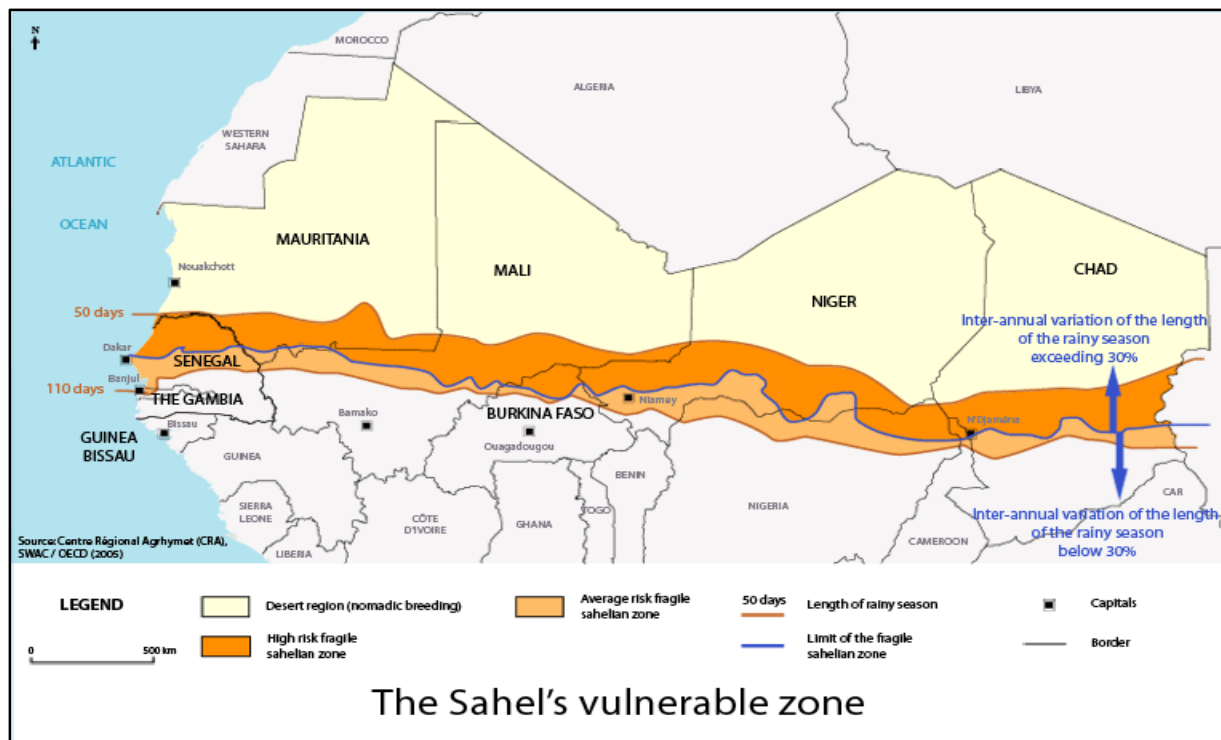 N
MOROCCO
ALGERIA
LIBYA
WESTERN
SAHARA
ATLANTIC
OCEAN
MAURITANIA
MALI
NIGER
CHAD
Nouakchott
50 days
Inter-annual variation of the length
of the rainy season
exceeding 30%
Dakar
SENEGAL
Banjul
110 days
THE GAMBIA
Niamey
BURKINA FASO
Bamako
Bissau
N'Djaména
GUINEA
BISSAU
Ouagadougou
GUINEA
BENIN
CAR
SIERRA
LEONE
CÔTE
D'IVOIRE
GHANA
TOGO
NIGERIA
Inter-annual variation of the length
of the rainy season
below 30%
CAMEROON
LIBERIA
Source: Centre Régional Agrhymet (CRA),
SWAC / OECD (2005)
LEGEND
0
500 km
Desert region (nomadic breeding)
High risk fragile
sahelian zone
Average risk fragile
sahelian zone
50 days
Length of rainy season
Limit of the fragile
sahelian zone
Capitals
Border
The Sahel's vulnerable zone